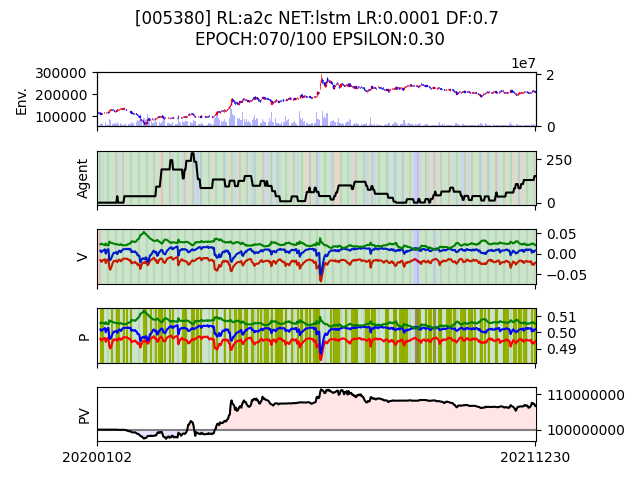 [005380] RL:a2c NET:lstm LR:0.0001 DF:0.7
EPOCH:070/100 EPSILON:0.30
1e7
300000
200000
100000
Env.
2
0
Agent
250
0
V
0.05
0.00
−0.05
P
0.51
0.50
0.49
PV
110000000
100000000
20200102
20211230